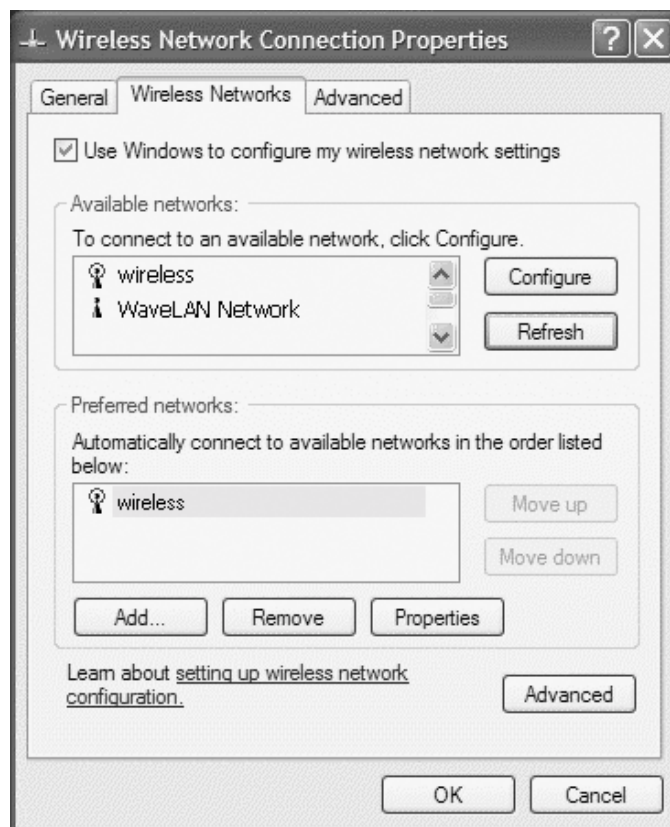 Wireless Network Connection Properties
General Wireless Networks Advanced
Use Windows to configure my wireless network settings
Available networks:
To connect to an available network, click Configure.
wireless
WaveLAN Network
Configure
Refresh
Preferred networks:
Automatically connect to available networks in the order listed
below:
wireless
Move up
Move down
Add... Remove Properties
Learn about setting up wireless network
configuration.
Advanced
OK Cancel